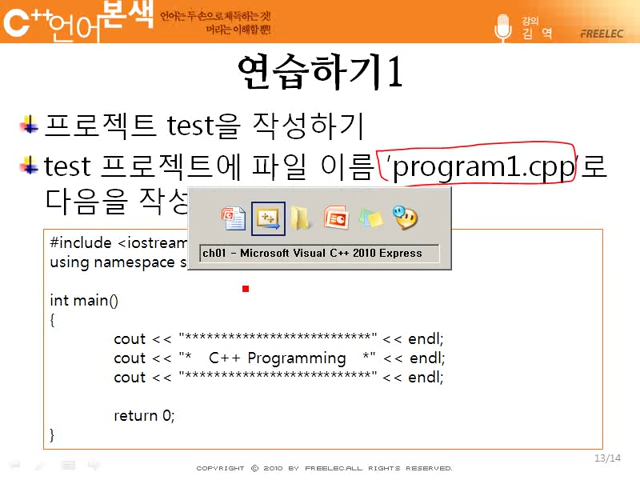 C++언어 본색
언어는 두 손으로 체득하는 것!
머리는 이해할 뿐!
강의
김 역
FREELEC
연습하기1
프로젝트 test을 작성하기
test 프로젝트에 파일 이름 'program1.cpp'로
다음을 작성
ch01 - Microsoft Visual C++ 2010 Express
#include <iostream
using namespace s
int main()
{
cout << "**************************" << endl;
cout << "*   C++ Programming   *" << endl;
cout << "**************************" << endl;
return 0;
}
13/14
COPYRIGHT © 2010 BY FREELEC.ALL RIGHTS RESERVED.